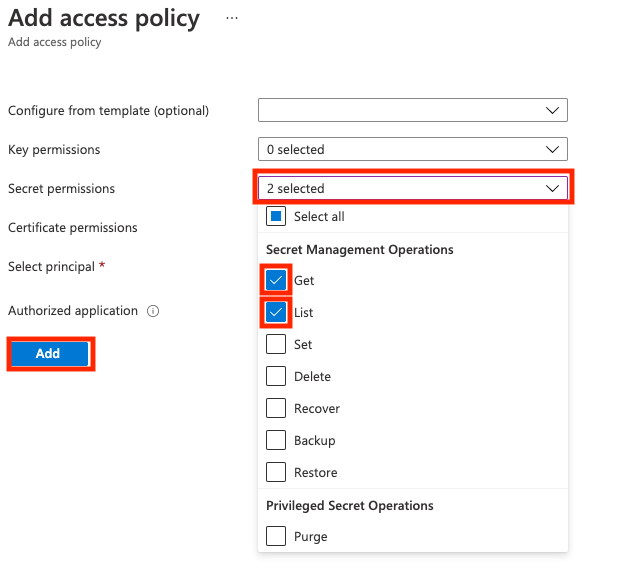 Add access policy ...
Add access policy
Configure from template (optional)
Key permissions 0 selected
Secret permissions 2 selected
Select all
Certificate permissions
Secret Management Operations
Select principal *
Get
Authorized application
List
Add
Set
Delete
Recover
Backup
Restore
Privileged Secret Operations
Purge